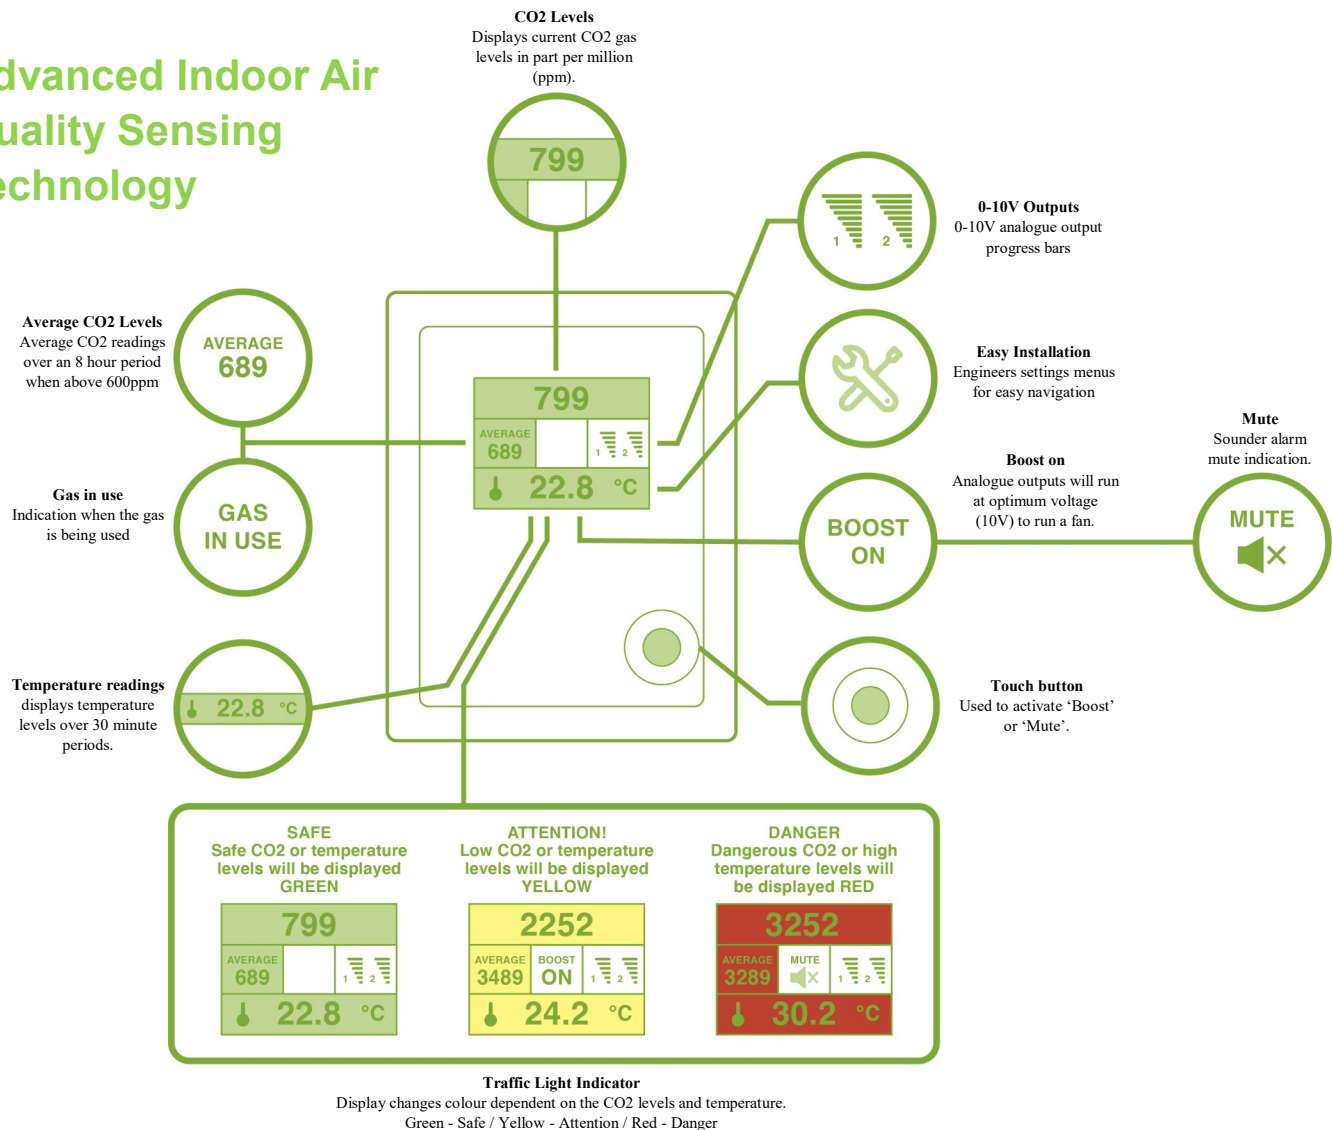 dvanced Indoor Air
uality Sensing
echnology
CO2 Levels
Displays current CO2 gas
levels in part per million
(ppm).
799
1 2
0-10V Outputs
0-10V analogue output
progress bars
Average CO2 Levels
Average CO2 readings
over an 8 hour period
when above 600ppm
AVERAGE
689
Easy Installation
Engineers settings menus
for easy navigation
799
AVERAGE
689
1 2
22.8 °C
Gas in use
Indication when the gas
is being used
GAS
IN USE
Boost on
Analogue outputs will run
at optimum voltage
(10V) to run a fan.
BOOST
ON
Mute
Sounder alarm
mute indication.
MUTE
Temperature readings
displays temperature
levels over 30 minute
periods.
22.8 °C
Touch button
Used to activate ‘Boost’
or ‘Mute’.
SAFE
Safe CO2 or temperature
levels will be displayed
GREEN
799
AVERAGE
689
1 2
22.8 °C
ATTENTION!
Low CO2 or temperature
levels will be displayed
YELLOW
2252
AVERAGE
3489
BOOST
ON
1 2
24.2 °C
DANGER
Dangerous CO2 or high
temperature levels will
be displayed RED
3252
AVERAGE
3289
MUTE
1 2
30.2 °C
Traffic Light Indicator
Display changes colour dependent on the CO2 levels and temperature.
Green - Safe / Yellow - Attention / Red - Danger